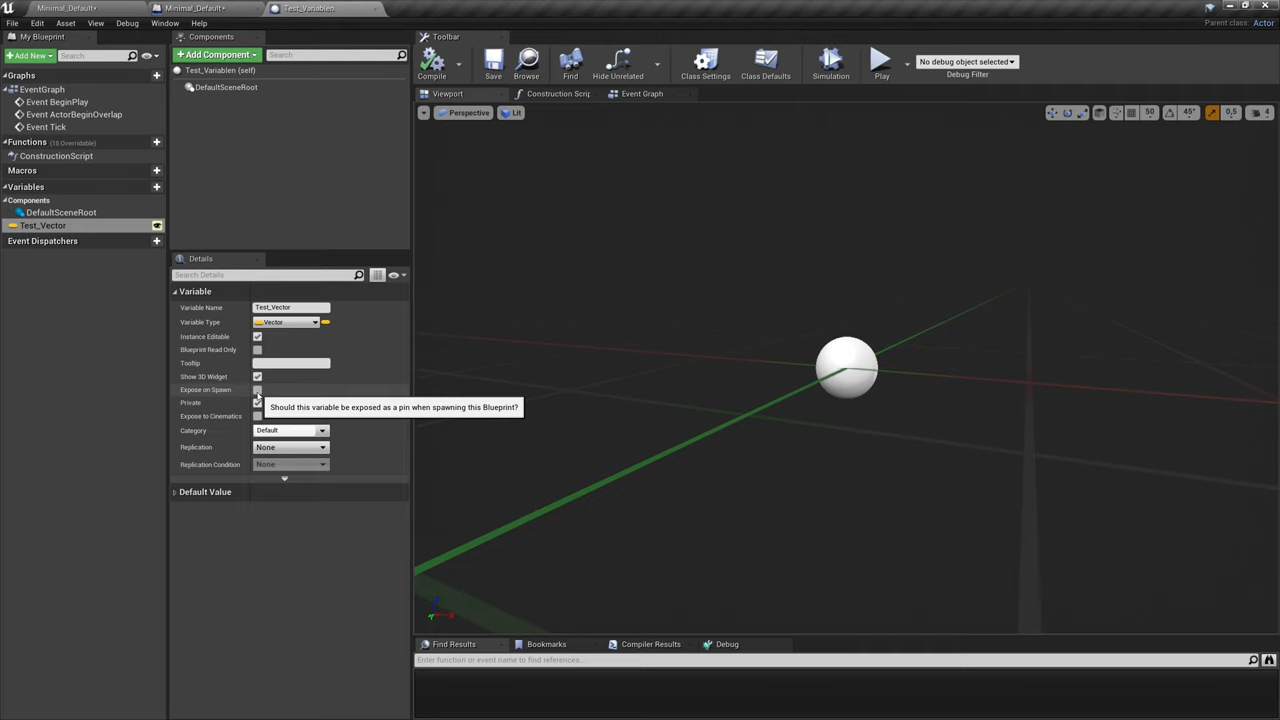 Minimal_Default*
Minimal_Default*
Test_Variablen
File Edit Asset View Debug Window Help
Parent class: Actor
My Blueprint
Components
Toolbar
+Add New
Search
+Add Component
Search
Compile
Save
Browse
Find
Hide Unrelated
Class Settings
Class Defaults
Simulation
Play
No debug object selected
Debug Filter
Test_Variablen (self)
DefaultSceneRoot
Graphs
EventGraph
Event BeginPlay
Event ActorBeginOverlap
Event Tick
Functions (18 Overridable)
ConstructionScript
Macros
Variables
Components
DefaultSceneRoot
Test_Vector
Event Dispatchers
Viewport
Construction Scrip
Event Graph
Perspective
Lit
50
45°
0,5
4
Details
Search Details
Variable
Variable Name Test_Vector
Variable Type Vector
Instance Editable
Blueprint Read Only
Tooltip
Show 3D Widget
Expose on Spawn
Private
Should this variable be exposed as a pin when spawning this Blueprint?
Expose to Cinematics
Category Default
Replication None
Replication Condition None
Default Value
Find Results
Bookmarks
Compiler Results
Debug
Enter function or event name to find references...